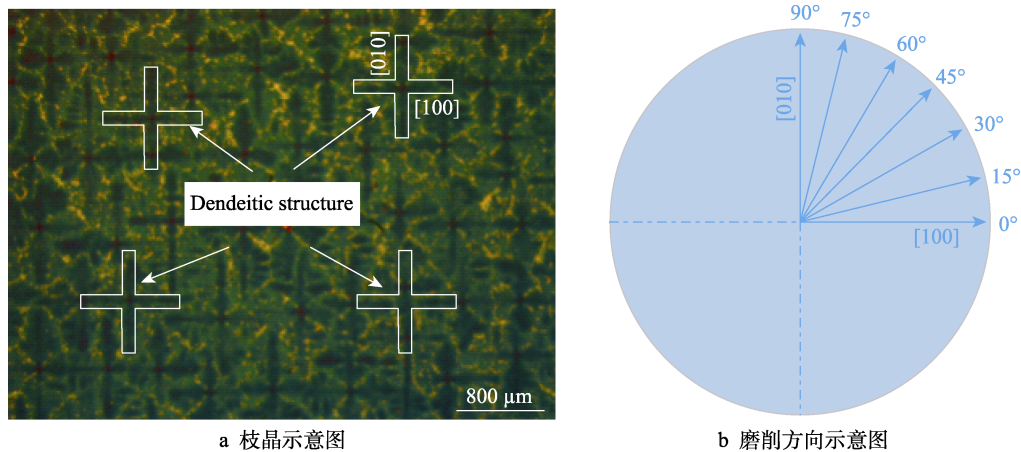 [010]
[100]
Dendeitic structure
800 μm
a 枝晶示意图
90°
75°
60°
45°
30°
15°
0°
[010]
[100]
b 磨削方向示意图